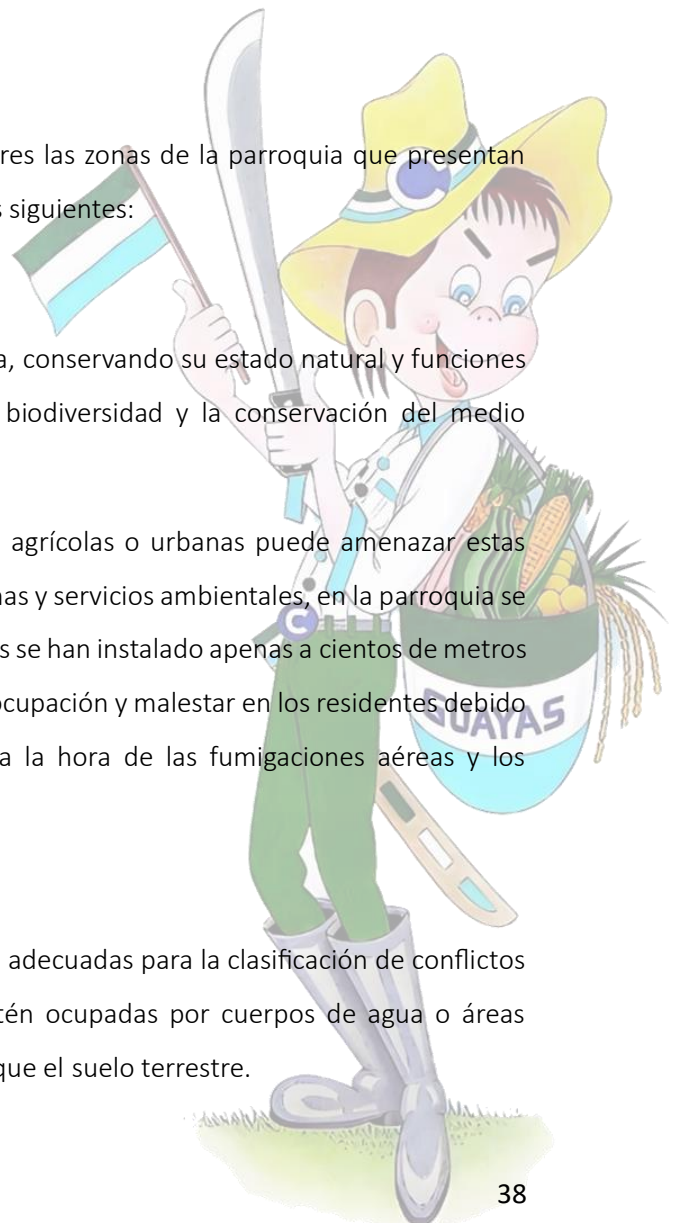 res las zonas de la parroquia que presentan
s siguientes:
a, conservando su estado natural y funciones
biodiversidad y la conservación del medio
agrícolas o urbanas puede amenazar estas
nas y servicios ambientales, en la parroquia se
s se han instalado apenas a cientos de metros
ocupación y malestar en los residentes debido
a la hora de las fumigaciones aéreas y los
adecuadas para la clasificación de conflictos
tén ocupadas por cuerpos de agua o áreas
que el suelo terrestre.
C
C
GUAYAS
38